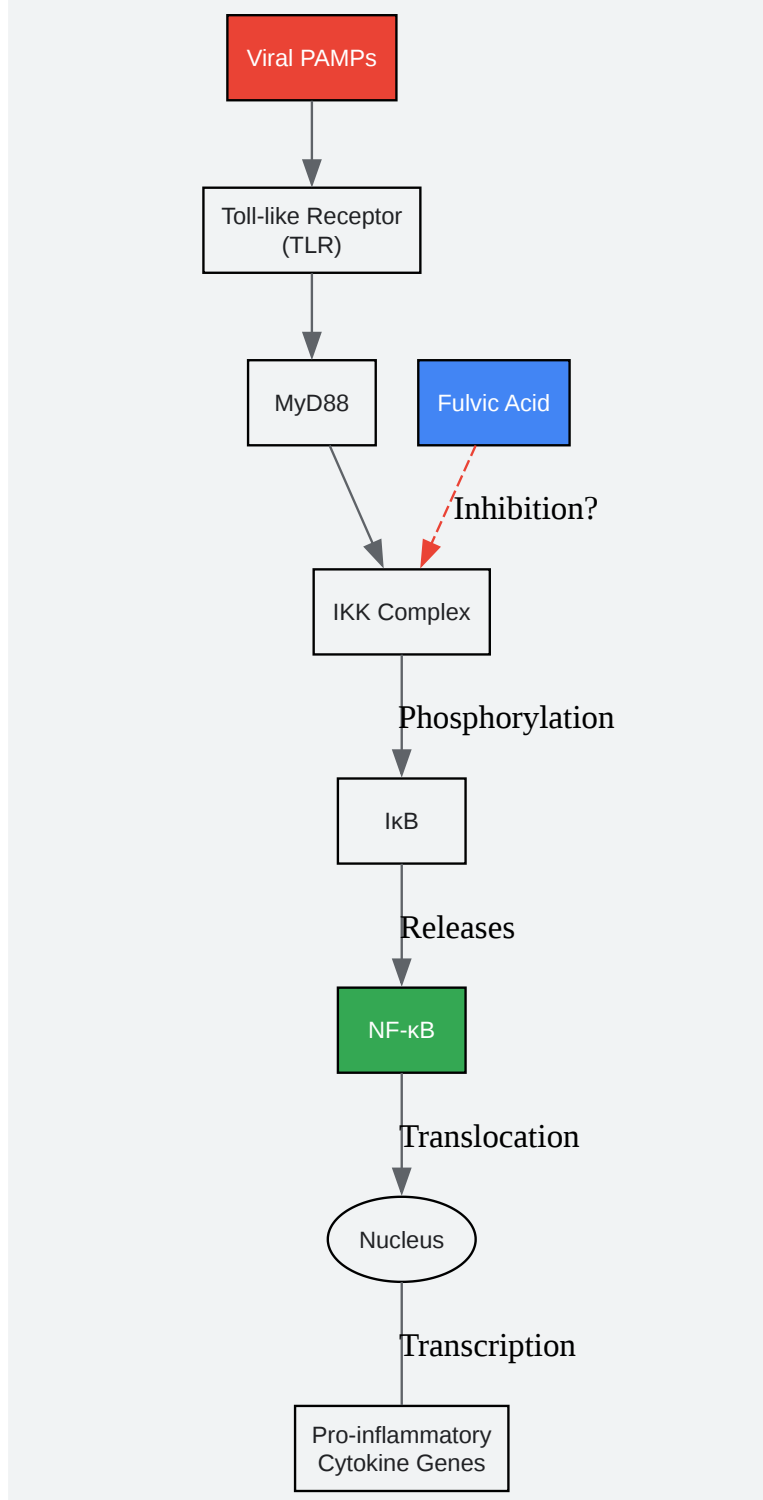 Viral PAMPs
Toll-like Receptor
(TLR)
MyD88
Fulvic Acid
Inhibition?
IKK Complex
Phosphorylation
IκB
Releases
NF-κB
Translocation
Nucleus
Transcription
Pro-inflammatory
Cytokine Genes